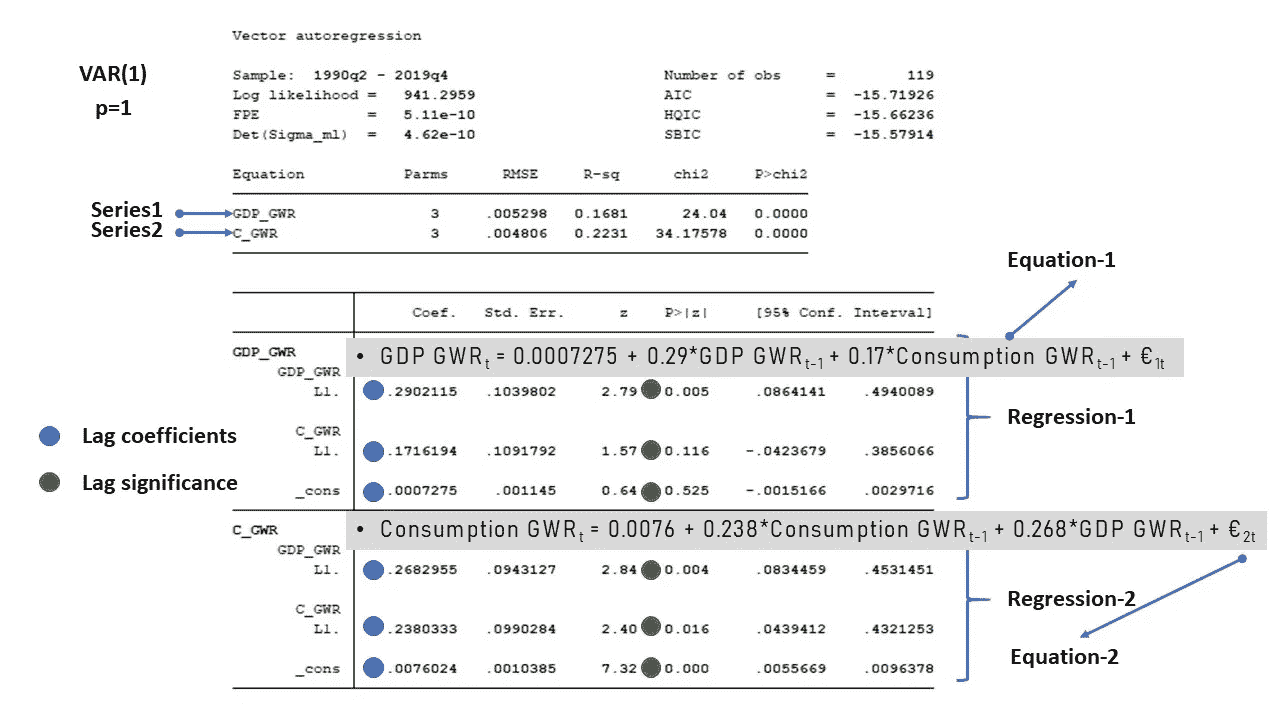 Vector autoregression
VAR(1)
p=1
Sample: 1990q2 - 2019q4 Number of obs = 119
Log likelihood = 941.2959 AIC = -15.71926
FPE = 5.11e-10 HQIC = -15.66236
Det(Sigma_ml) = 4.62e-10 SBIC = -15.57914
Equation Parms RMSE R-sq chi2 P>chi2
Series1 GDP_GWR 3 .005298 0.1681 24.04 0.0000
Series2 C_GWR 3 .004806 0.2231 34.17578 0.0000
Equation-1
Coef. Std. Err. z P>|z| [95% Conf. Interval]
GDP_GWR
• GDP GWRt = 0.0007275 + 0.29*GDP GWRt-1 + 0.17*Consumption GWRt-1 + €1t
GDP_GWR
L1. .2902115 .1039802 2.79 0.005 .0864141 .4940089
Regression-1
C_GWR
L1. .1716194 .1091792 1.57 0.116 -.0423679 .3856066
_cons .0007275 .001145 0.64 0.525 -.0015166 .0029716
Lag coefficients
Lag significance
C_GWR
• Consumption GWRt = 0.0076 + 0.238*Consumption GWRt-1 + 0.268*GDP GWRt-1 + €2t
GDP_GWR
L1. .2682955 .0943127 2.84 0.004 .0834459 .4531451
Regression-2
C_GWR
L1. .2380333 .0990284 2.40 0.016 .0439412 .4321253
Equation-2
_cons .0076024 .0010385 7.32 0.000 .0055669 .0096378